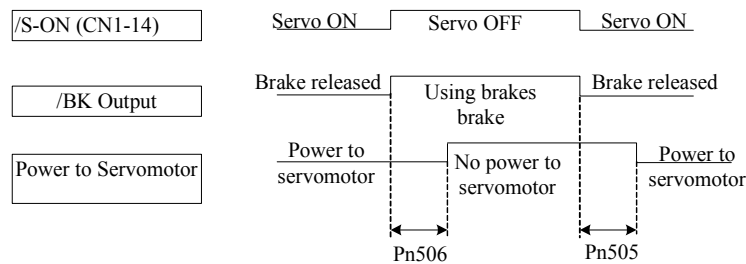 /S-ON (CN1-14)
Servo ON
Servo OFF
Servo ON
/BK Output
Brake released
Using brakes
brake
Brake released
Power to Servomotor
Power to
servomotor
No power to
servomotor
Power to
servomotor
Pn506
Pn505